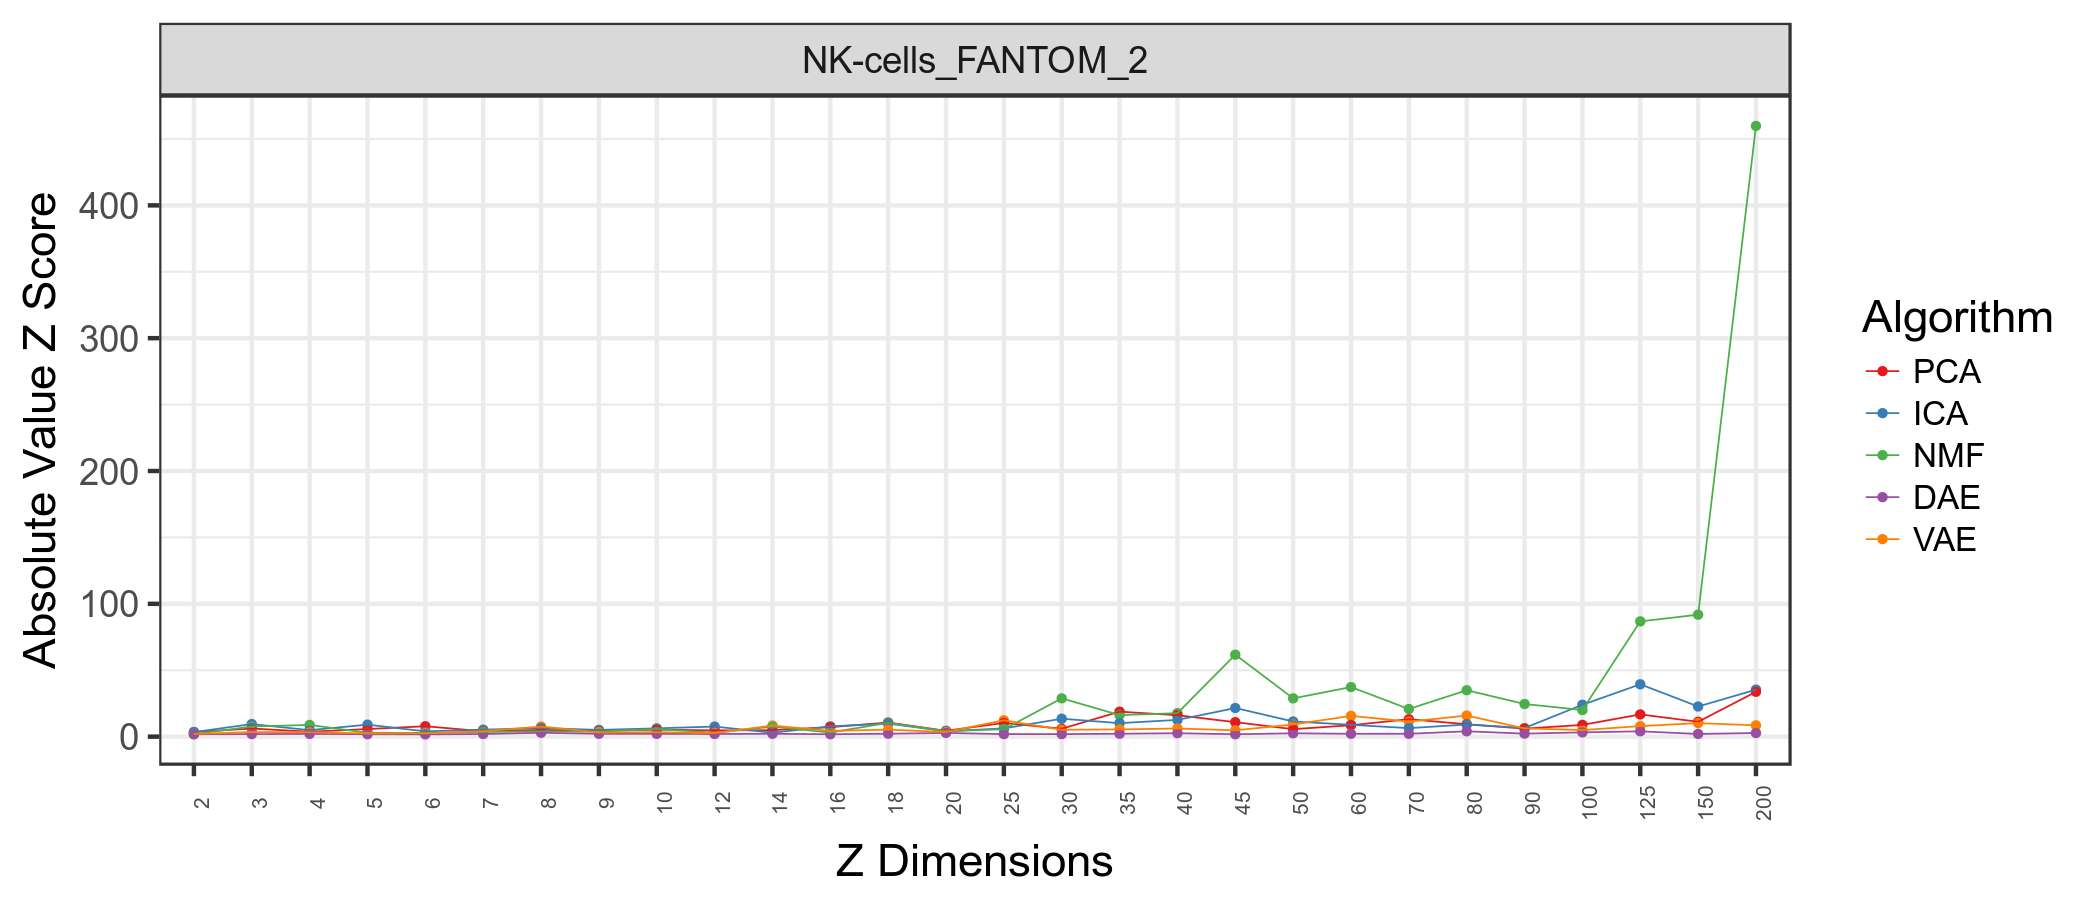 NK-cells_FANTOM_2
Absolute Value Z Score
400
300
200
100
0
2 3 4 5 6 7 8 9 10 12 14 16 18 20 25 30 35 40 45 50 60 70 80 90 100 125 150 200
Z Dimensions
Algorithm
PCA
ICA
NMF
DAE
VAE